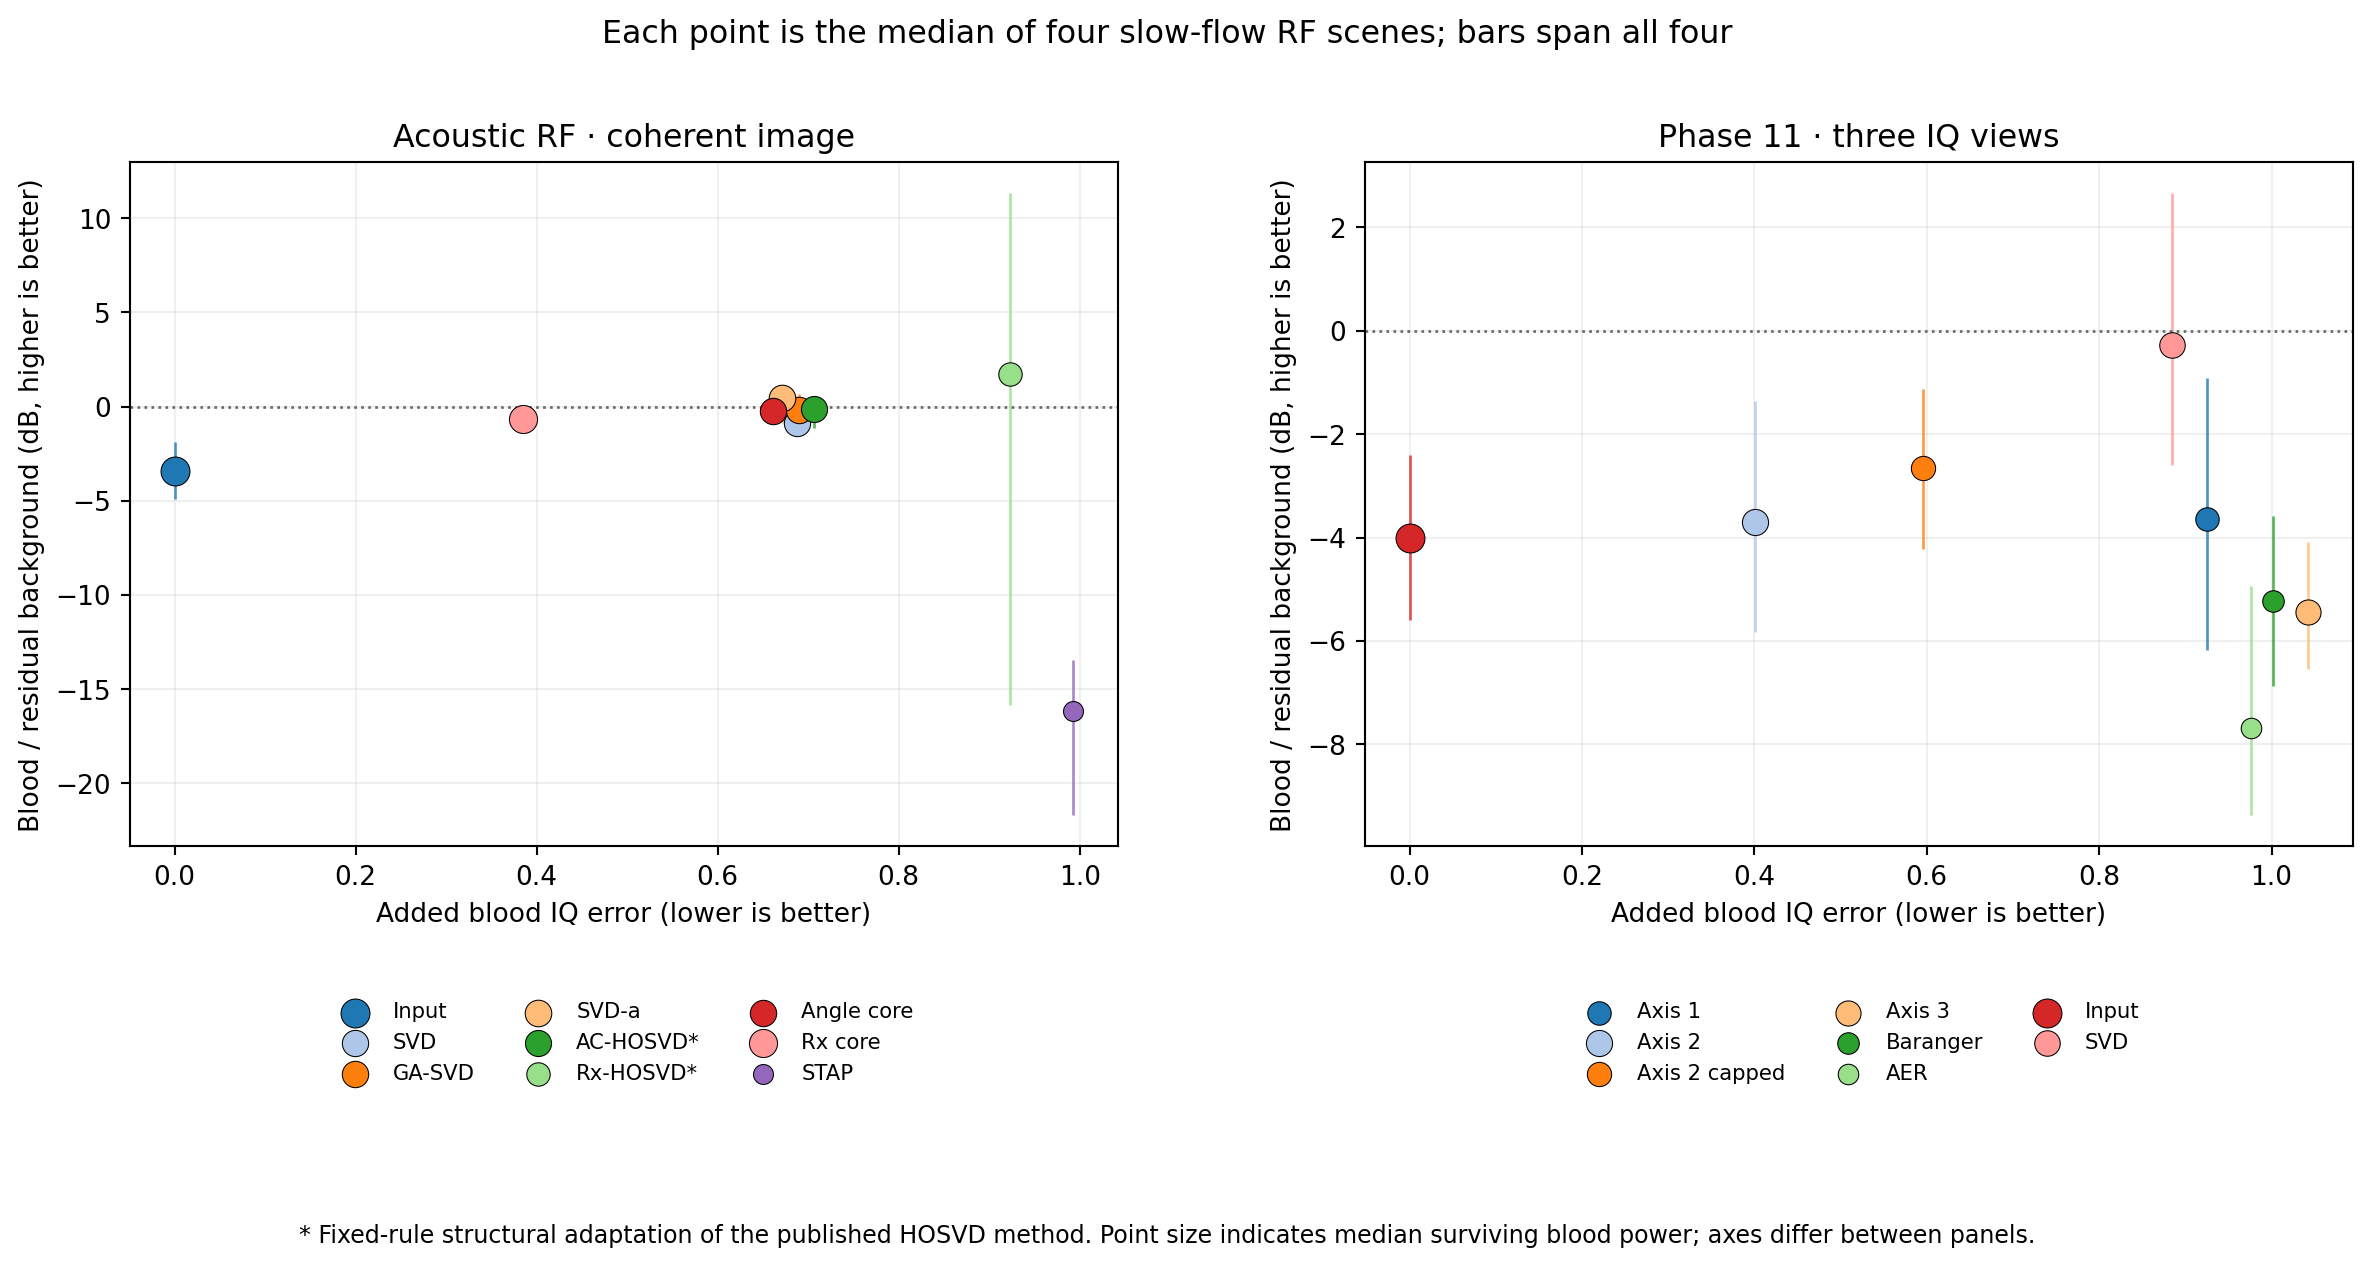 Each point is the median of four slow-flow RF scenes; bars span all four
Acoustic RF · coherent image
Blood / residual background (dB, higher is better)
10
5
0
−5
−10
−15
−20
0.0
0.2
0.4
0.6
0.8
1.0
Added blood IQ error (lower is better)
Input
SVD
GA-SVD
SVD-a
AC-HOSVD*
Rx-HOSVD*
Angle core
Rx core
STAP
Phase 11 · three IQ views
Blood / residual background (dB, higher is better)
2
0
−2
−4
−6
−8
0.0
0.2
0.4
0.6
0.8
1.0
Added blood IQ error (lower is better)
Axis 1
Axis 2
Axis 2 capped
Axis 3
Baranger
AER
Input
SVD
* Fixed-rule structural adaptation of the published HOSVD method. Point size indicates median surviving blood power; axes differ between panels.